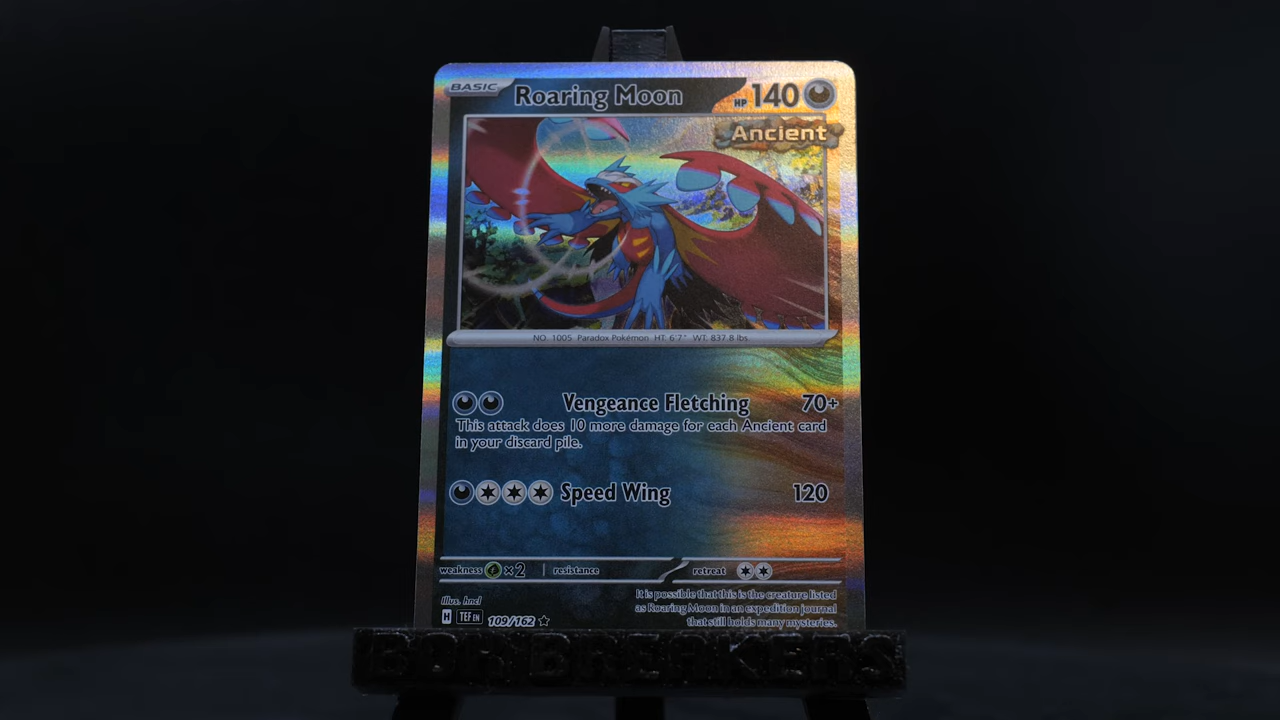 BASIC Roaring Moon HP 140
Ancient
NO. 1005 Paradox Pokémon HT: 6'7" WT: 837.8 lbs
Vengeance Fletching 70+
This attack does 10 more damage for each Ancient card
in your discard pile.
Speed Wing 120
weakness ×2 resistance retreat
Illus. hncl
It is possible that this is the creature listed
as Roaring Moon in an expedition journal
that still holds many mysteries.
H TEF EN 109/162
BOP BREAKERS